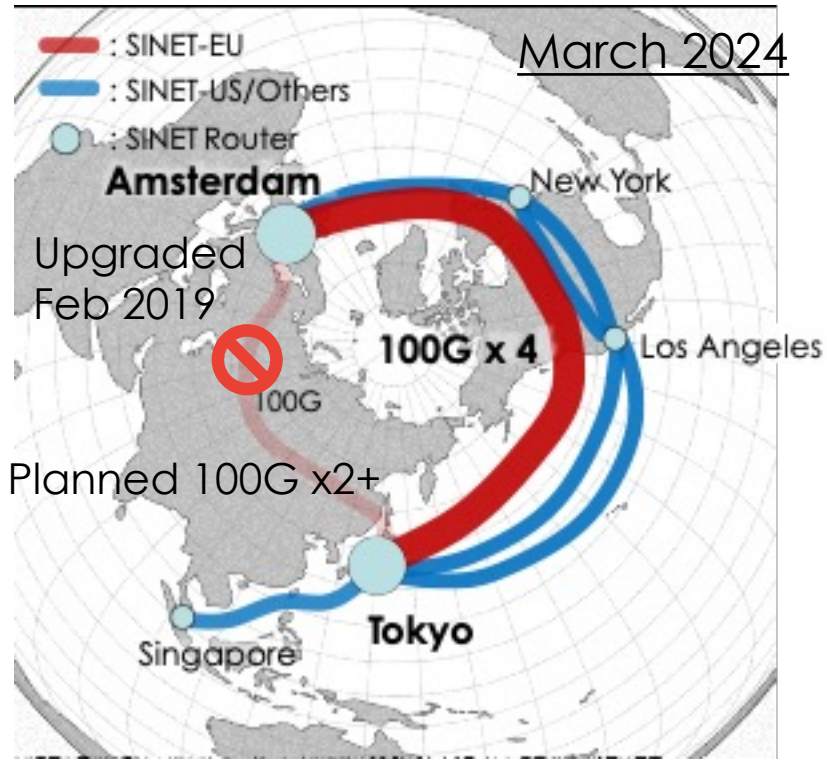 : SINET-EU
March 2024
: SINET-US/Others
: SINET Router
Amsterdam
New York
Upgraded
Feb 2019
100G x 4
Los Angeles
100G
Planned 100G x2+
Tokyo
Singapore